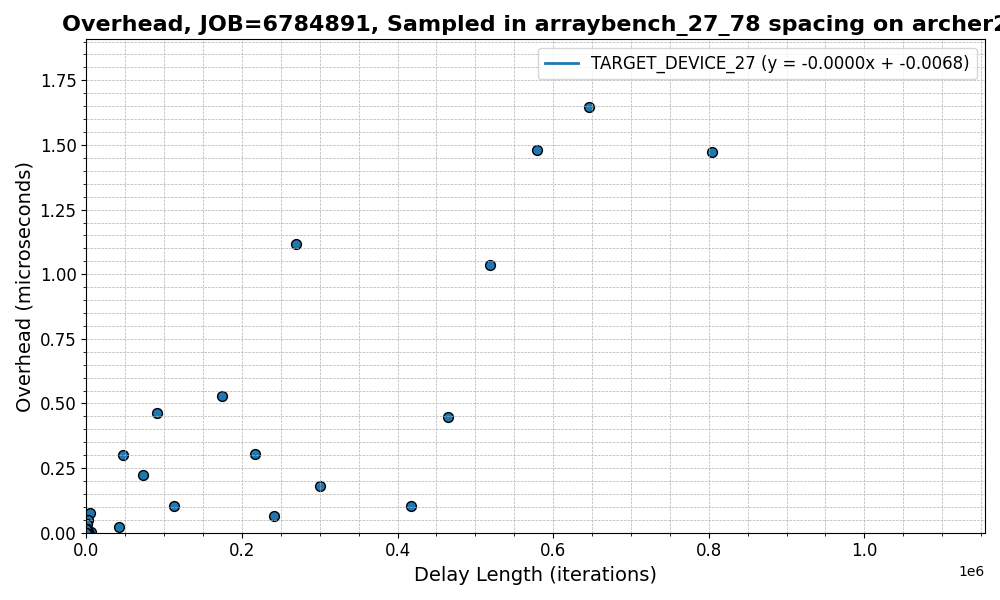 Overhead, JOB=6784891, Sampled in arraybench_27_78 spacing on archer2
TARGET_DEVICE_27 (y = -0.0000x + -0.0068)
Overhead (microseconds)
1.75
1.50
1.25
1.00
0.75
0.50
0.25
0.00
0.0 0.2 0.4 0.6 0.8 1.0
1e6
Delay Length (iterations)